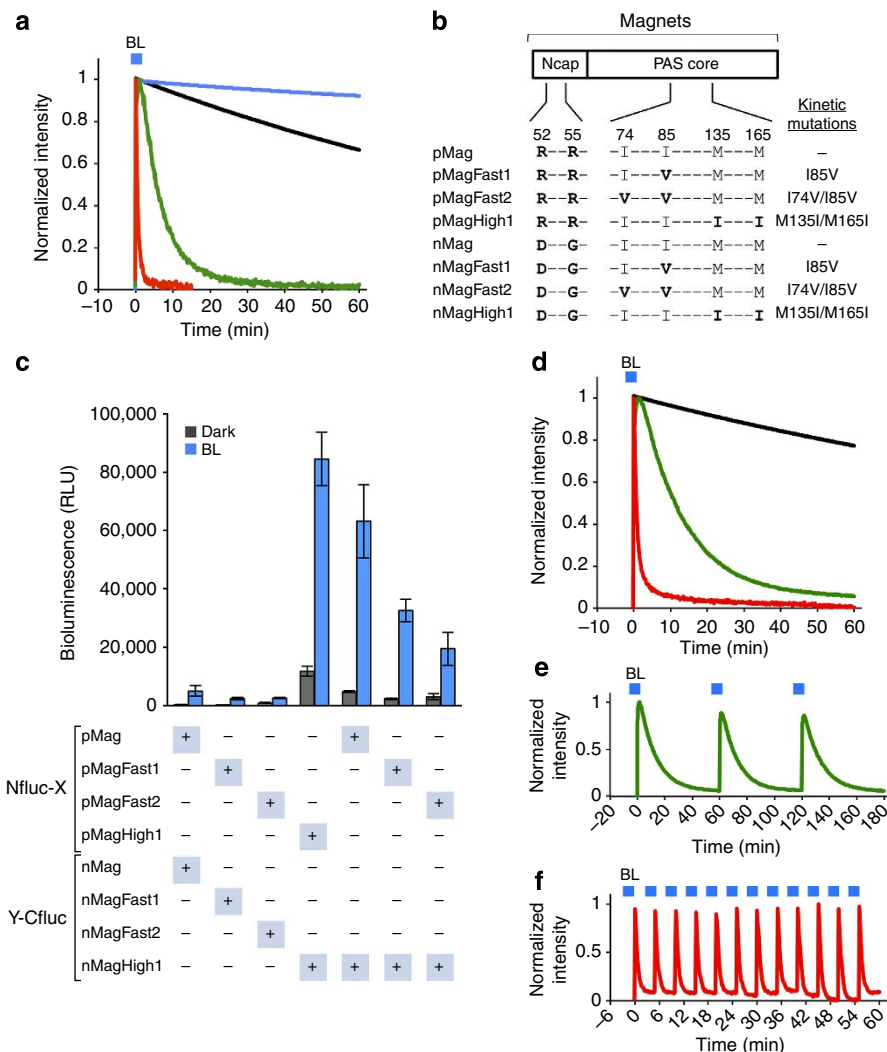 a
BL
1
0.8
0.6
0.4
0.2
0
–10 0 10 20 30 40 50 60
Normalized intensity
Time (min)
b
Magnets
Ncap PAS core
Kinetic mutations
52 55 74 85 135 165
pMag R--R- -I---I----M---M –
pMagFast1 R--R- -I---V----M---M I85V
pMagFast2 R--R- -V---V----M---M I74V/I85V
pMagHigh1 R--R- -I---I----I---I M135I/M165I
nMag D--G- -I---I----M---M –
nMagFast1 D--G- -I---V----M---M I85V
nMagFast2 D--G- -V---V----M---M I74V/I85V
nMagHigh1 D--G- -I---I----I---I M135I/M165I
c
100,000
80,000
60,000
40,000
20,000
0
Bioluminescence (RLU)
Dark
BL
Nfluc-X
pMag + – – – + – –
pMagFast1 – + – – – + –
pMagFast2 – – + – – – +
pMagHigh1 – – – + – – –
Y-Cfluc
nMag + – – – – – –
nMagFast1 – + – – – – –
nMagFast2 – – + – – – –
nMagHigh1 – – – + + + +
d
BL
1
0.8
0.6
0.4
0.2
0
–10 0 10 20 30 40 50 60
Normalized intensity
Time (min)
e
BL
1
0.5
0
–20 0 20 40 60 80 100 120 140 160 180
Normalized intensity
Time (min)
f
BL
1
0.5
0
–6 0 6 12 18 24 30 36 42 48 54 60
Normalized intensity
Time (min)